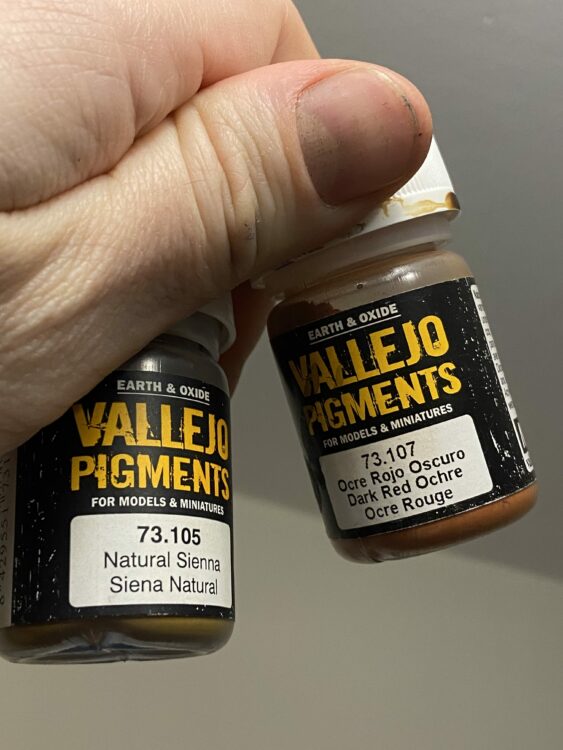 EARTH & OXIDE
VALLEJO
PIGMENTS
FOR MODELS & MINIATURES
73.105
Natural Sienna
Siena Natural
EARTH & OXIDE
VALLEJO
PIGMENTS
FOR MODELS & MINIATURES
73.107
Ocre Rojo Oscuro
Dark Red Ochre
Ocre Rouge